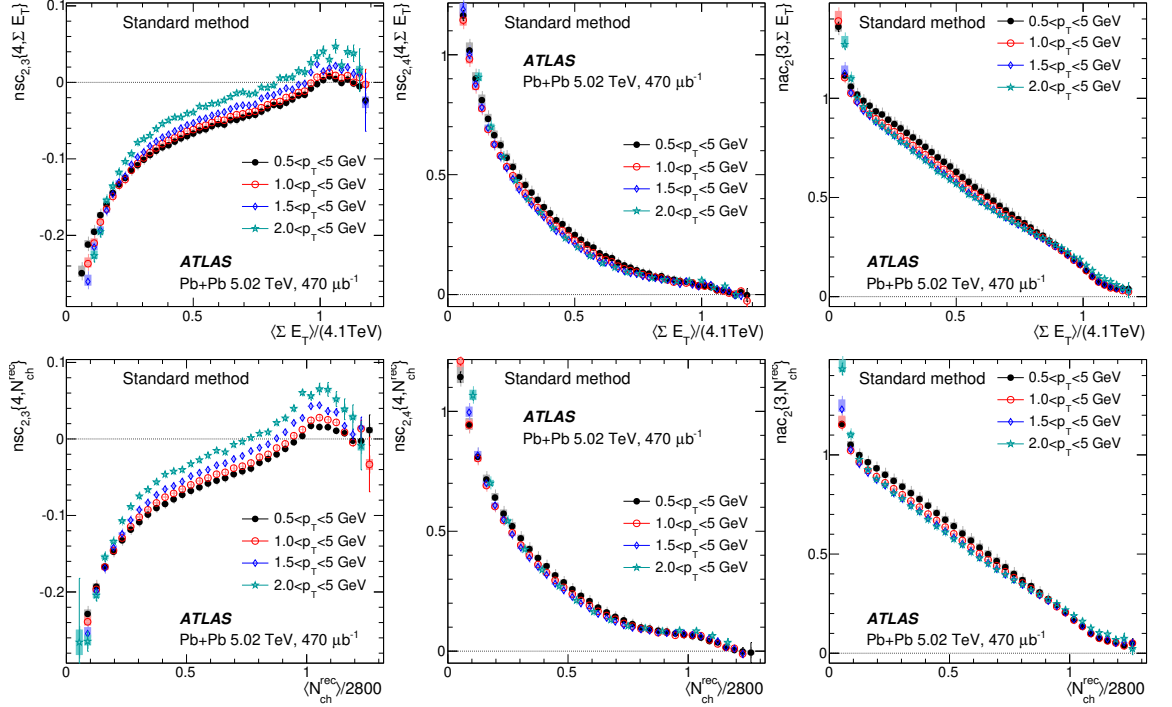 nsc2,3{4,Σ ET}
0.1
0
-0.1
-0.2
Standard method
0.5<pT<5 GeV
1.0<pT<5 GeV
1.5<pT<5 GeV
2.0<pT<5 GeV
ATLAS
Pb+Pb 5.02 TeV, 470 μb⁻¹
0 0.5 1
⟨Σ ET⟩/(4.1TeV)
nsc2,4{4,Σ ET}
1
0.5
0
Standard method
ATLAS
Pb+Pb 5.02 TeV, 470 μb⁻¹
0.5<pT<5 GeV
1.0<pT<5 GeV
1.5<pT<5 GeV
2.0<pT<5 GeV
0 0.5 1
⟨Σ ET⟩/(4.1TeV)
nac2{3,Σ ET}
1.5
1
0.5
0
Standard method
0.5<pT<5 GeV
1.0<pT<5 GeV
1.5<pT<5 GeV
2.0<pT<5 GeV
ATLAS
Pb+Pb 5.02 TeV, 470 μb⁻¹
0 0.5 1
⟨Σ ET⟩/(4.1TeV)
nsc2,3{4,Nchrec}
0.1
0
-0.1
-0.2
Standard method
0.5<pT<5 GeV
1.0<pT<5 GeV
1.5<pT<5 GeV
2.0<pT<5 GeV
ATLAS
Pb+Pb 5.02 TeV, 470 μb⁻¹
0 0.5 1
⟨Nchrec⟩/2800
nsc2,4{4,Nchrec}
1
0.5
0
Standard method
ATLAS
Pb+Pb 5.02 TeV, 470 μb⁻¹
0.5<pT<5 GeV
1.0<pT<5 GeV
1.5<pT<5 GeV
2.0<pT<5 GeV
0 0.5 1
⟨Nchrec⟩/2800
nac2{3,Nchrec}
1
0.5
0
Standard method
0.5<pT<5 GeV
1.0<pT<5 GeV
1.5<pT<5 GeV
2.0<pT<5 GeV
ATLAS
Pb+Pb 5.02 TeV, 470 μb⁻¹
0 0.5 1
⟨Nchrec⟩/2800